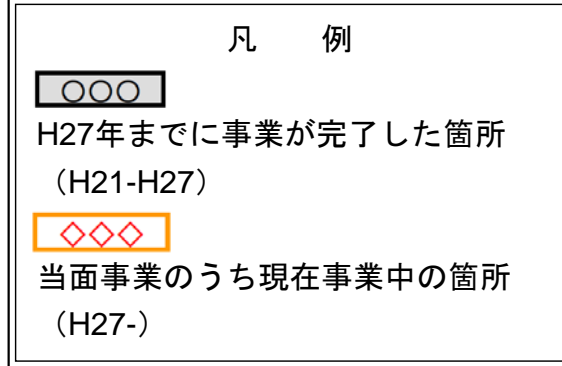 凡　例
○○○
H27年までに事業が完了した箇所
（H21-H27）
◇◇◇
当面事業のうち現在事業中の箇所
（H27-）